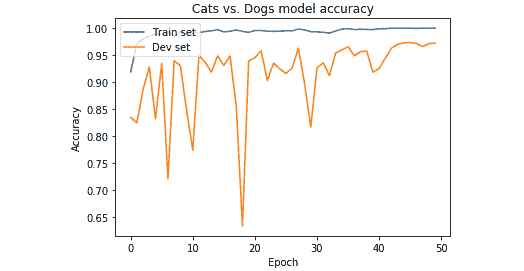 Cats vs. Dogs model accuracy
Train set
Dev set
Accuracy
1.00
0.95
0.90
0.85
0.80
0.75
0.70
0.65
0 10 20 30 40 50
Epoch